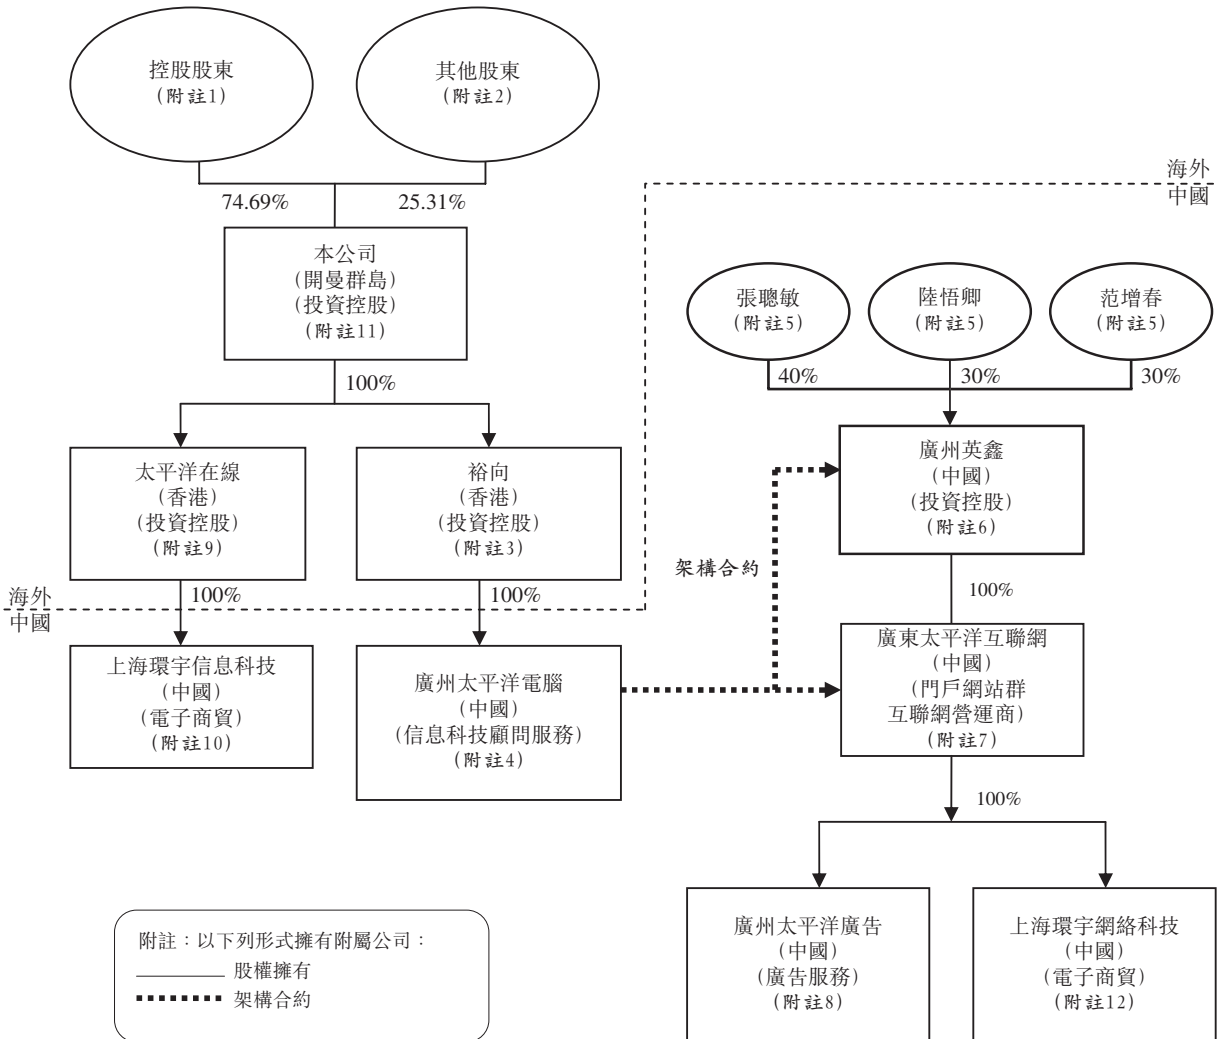 控股股東
(附註1)
其他股東
(附註2)
海外
中國
74.69%
25.31%
本公司
(開曼群島)
(投資控股)
(附註11)
張聰敏
(附註5)
陸悟卿
(附註5)
范增春
(附註5)
100%
40%
30%
30%
太平洋在線
(香港)
(投資控股)
(附註9)
裕向
(香港)
(投資控股)
(附註3)
廣州英鑫
(中國)
(投資控股)
(附註6)
架構合約
海外
中國
100%
100%
100%
上海環宇信息科技
(中國)
(電子商貿)
(附註10)
廣州太平洋電腦
(中國)
(信息科技顧問服務)
(附註4)
廣東太平洋互聯網
(中國)
(門戶網站群
互聯網營運商)
(附註7)
100%
廣州太平洋廣告
(中國)
(廣告服務)
(附註8)
上海環宇網絡科技
(中國)
(電子商貿)
(附註12)
附註：以下列形式擁有附屬公司：
股權擁有
架構合約